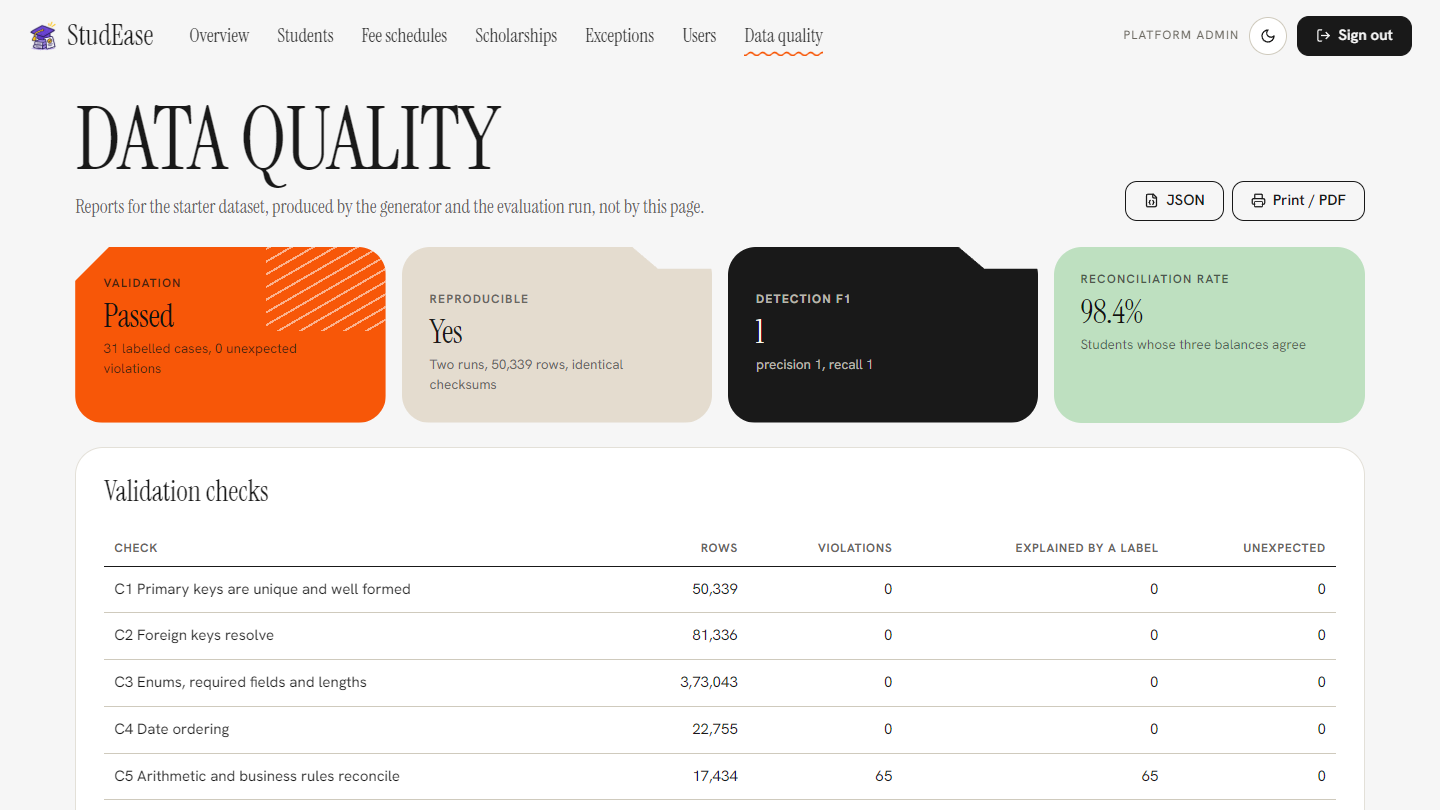 StudEase Overview Students Fee schedules Scholarships Exceptions Users Data quality PLATFORM ADMIN Sign out
DATA QUALITY
Reports for the starter dataset, produced by the generator and the evaluation run, not by this page.
JSON Print / PDF
VALIDATION
Passed
31 labelled cases, 0 unexpected
violations
REPRODUCIBLE
Yes
Two runs, 50,339 rows, identical
checksums
DETECTION F1
1
precision 1, recall 1
RECONCILIATION RATE
98.4%
Students whose three balances agree
Validation checks
CHECK ROWS VIOLATIONS EXPLAINED BY A LABEL UNEXPECTED
C1 Primary keys are unique and well formed 50,339 0 0 0
C2 Foreign keys resolve 81,336 0 0 0
C3 Enums, required fields and lengths 3,73,043 0 0 0
C4 Date ordering 22,755 0 0 0
C5 Arithmetic and business rules reconcile 17,434 65 65 0